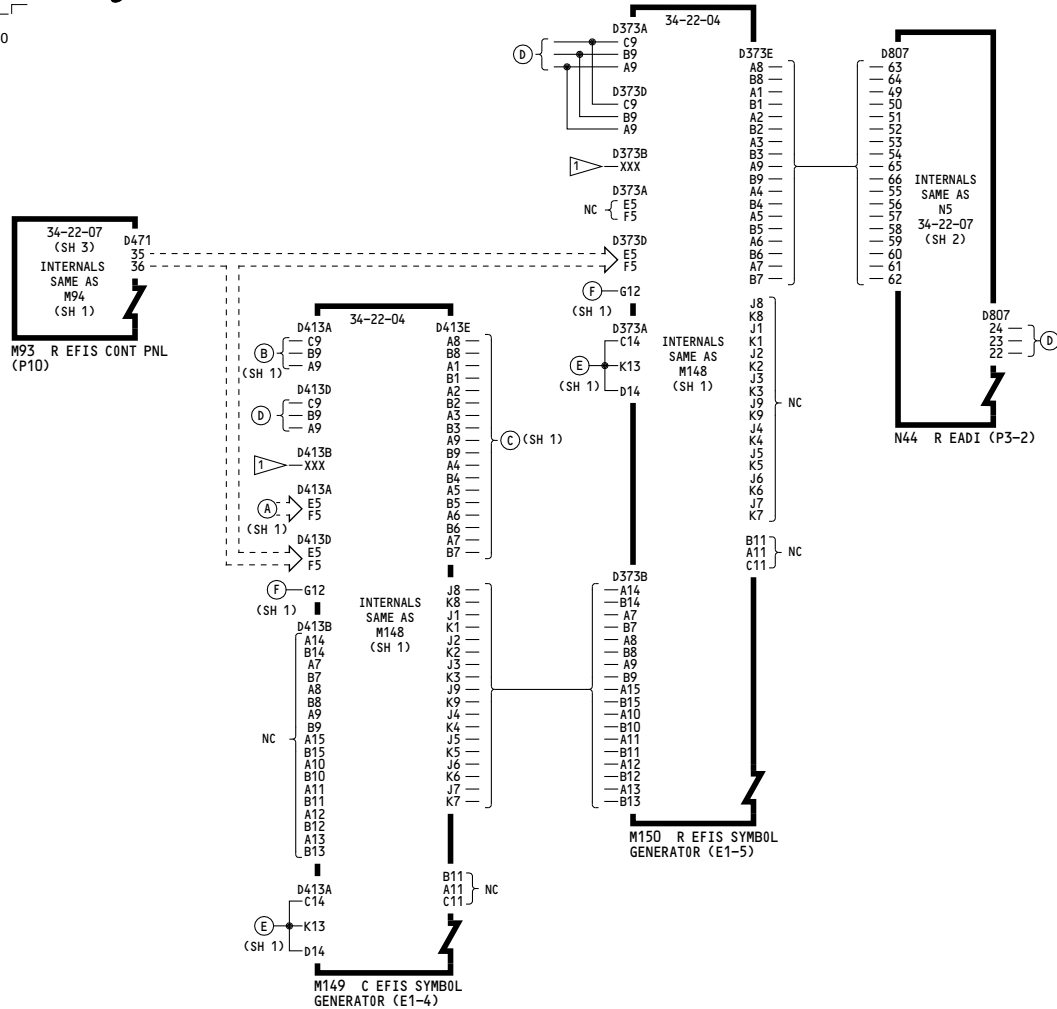 0
34-22-07
(SH 3)
INTERNALS
SAME AS
M94
(SH 1)
D471
35
36
M93 R EFIS CONT PNL
(P10)
34-22-04
D413A
C9
B9
A9
B
(SH 1)
D413D
C9
B9
A9
D
D413B
1
XXX
D413A
E5
F5
A
(SH 1)
D413D
E5
F5
F
G12
(SH 1)
D413B
A14
B14
A7
B7
A8
B8
A9
B9
A15
B15
A10
B10
A11
B11
A12
B12
A13
B13
NC
D413A
C14
K13
D14
E
(SH 1)
INTERNALS
SAME AS
M148
(SH 1)
D413E
A8
B8
A1
B1
A2
B2
A3
B3
A9
B9
A4
B4
A5
B5
A6
B6
A7
B7
C (SH 1)
J8
K8
J1
K1
J2
K2
J3
K3
J9
K9
J4
K4
J5
K5
J6
K6
J7
K7
B11
A11
C11
NC
M149 C EFIS SYMBOL
GENERATOR (E1-4)
34-22-04
D373A
C9
B9
A9
D
D373D
C9
B9
A9
D373B
1
XXX
D373A
E5
F5
NC
D373D
E5
F5
F
G12
(SH 1)
D373A
C14
K13
D14
E
(SH 1)
INTERNALS
SAME AS
M148
(SH 1)
D373B
A14
B14
A7
B7
A8
B8
A9
B9
A15
B15
A10
B10
A11
B11
A12
B12
A13
B13
D373E
A8
B8
A1
B1
A2
B2
A3
B3
A9
B9
A4
B4
A5
B5
A6
B6
A7
B7
J8
K8
J1
K1
J2
K2
J3
K3
J9
K9
J4
K4
J5
K5
J6
K6
J7
K7
NC
B11
A11
C11
NC
M150 R EFIS SYMBOL
GENERATOR (E1-5)
D807
63
64
49
50
51
52
53
54
65
66
55
56
57
58
59
60
61
62
INTERNALS
SAME AS
N5
34-22-07
(SH 2)
D807
24
23
22
D
N44 R EADI (P3-2)